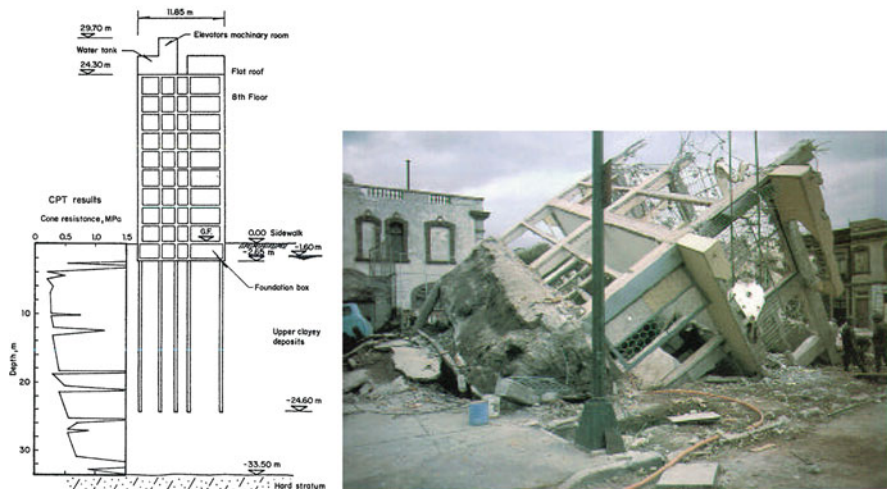 11.85 m
29.70 m
Elevators machinary room
Water tank
24.30 m
Flat roof
8th Floor
CPT results
Cone resistance, MPa
0 0.5 1.0 1.5
G.F.
0.00 Sidewalk
-1.60 m
Foundation box
10
Upper clayey
deposits
Depth, m
20
-24.60 m
30
-33.50 m
Hard stratum